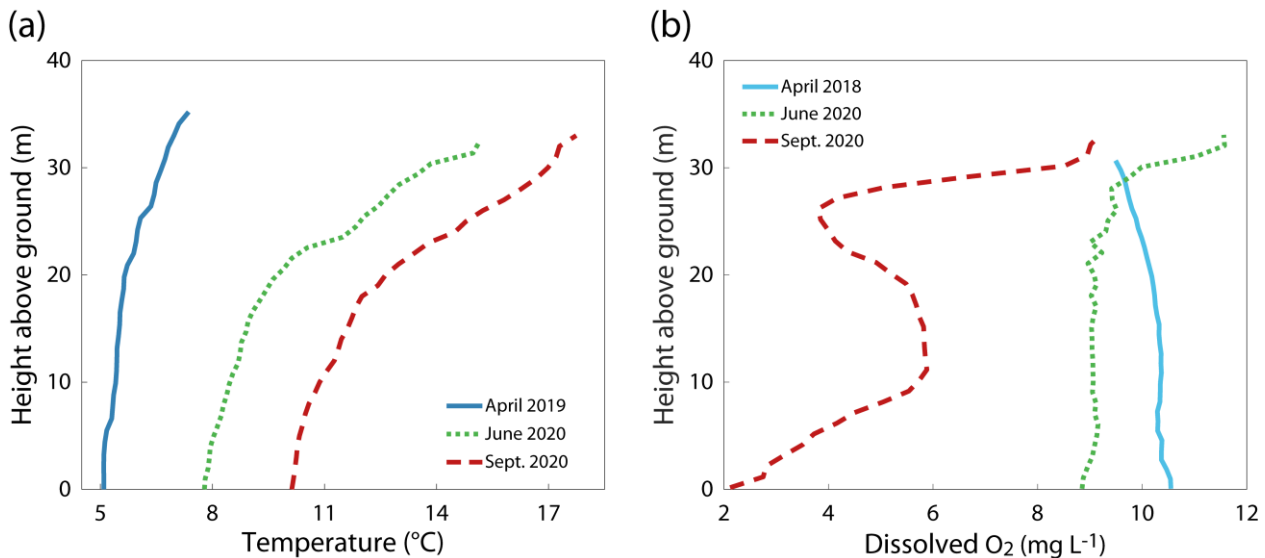 (a)
40
30
20
10
0
Height above ground (m)
April 2019
June 2020
Sept. 2020
5 8 11 14 17
Temperature (°C)
(b)
40
30
20
10
0
Height above ground (m)
April 2018
June 2020
Sept. 2020
2 4 6 8 10 12
Dissolved O₂ (mg L⁻¹)